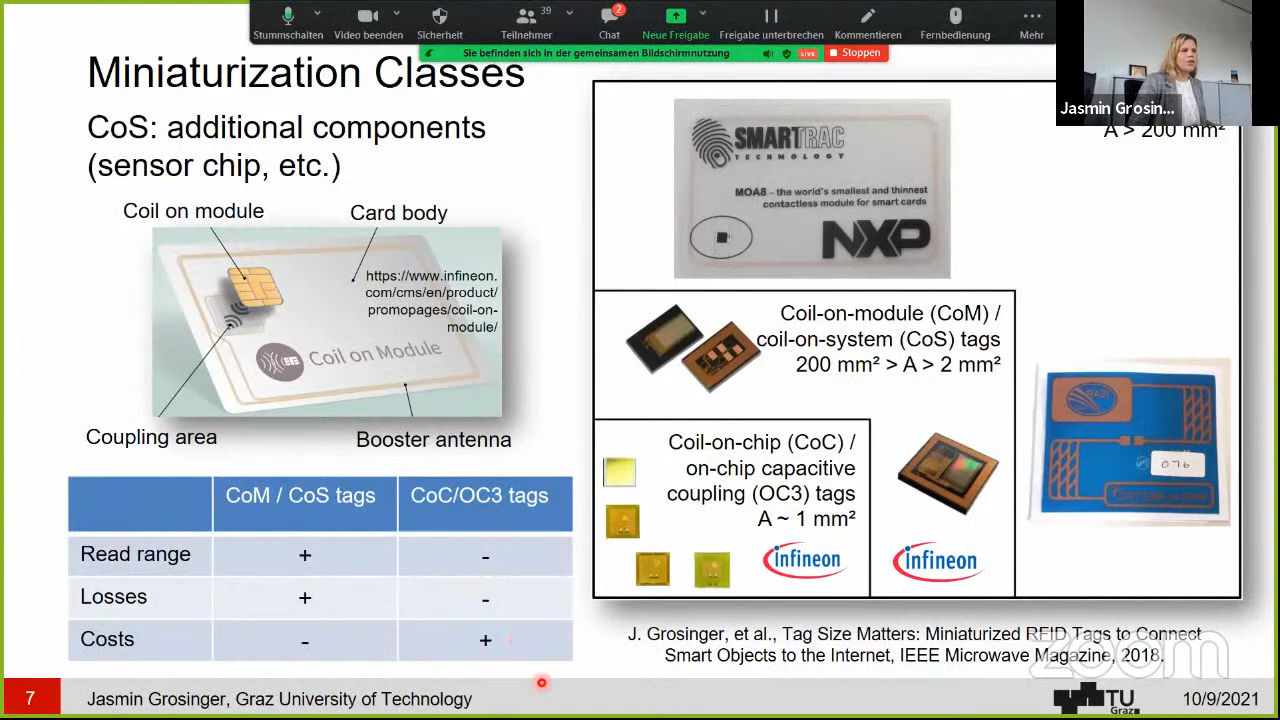 Stummschalten
Video beenden
Sicherheit
39
Teilnehmer
2
Chat
Neue Freigabe
Freigabe unterbrechen
Kommentieren
Fernbedienung
Mehr
Sie befinden sich in der gemeinsamen Bildschirmnutzung
LIVE
Stoppen
Jasmin Grosin...
Miniaturization Classes
CoS: additional components
(sensor chip, etc.)
Coil on module
Card body
https://www.infineon.
com/cms/en/product/
promopages/coil-on-
module/
Coil on Module
Coupling area
Booster antenna
CoM / CoS tags CoC/OC3 tags
Read range + -
Losses + -
Costs - +
A > 200 mm²
SMARTRAC
TECHNOLOGY
MOA8 – the world's smallest and thinnest
contactless module for smart cards
NXP
Coil-on-module (CoM) /
coil-on-system (CoS) tags
200 mm² > A > 2 mm²
Coil-on-chip (CoC) /
on-chip capacitive
coupling (OC3) tags
A ~ 1 mm²
infineon
infineon
076
J. Grosinger, et al., Tag Size Matters: Miniaturized RFID Tags to Connect
Smart Objects to the Internet, IEEE Microwave Magazine, 2018.
zoom
7
Jasmin Grosinger, Graz University of Technology
TU
Graz
10/9/2021